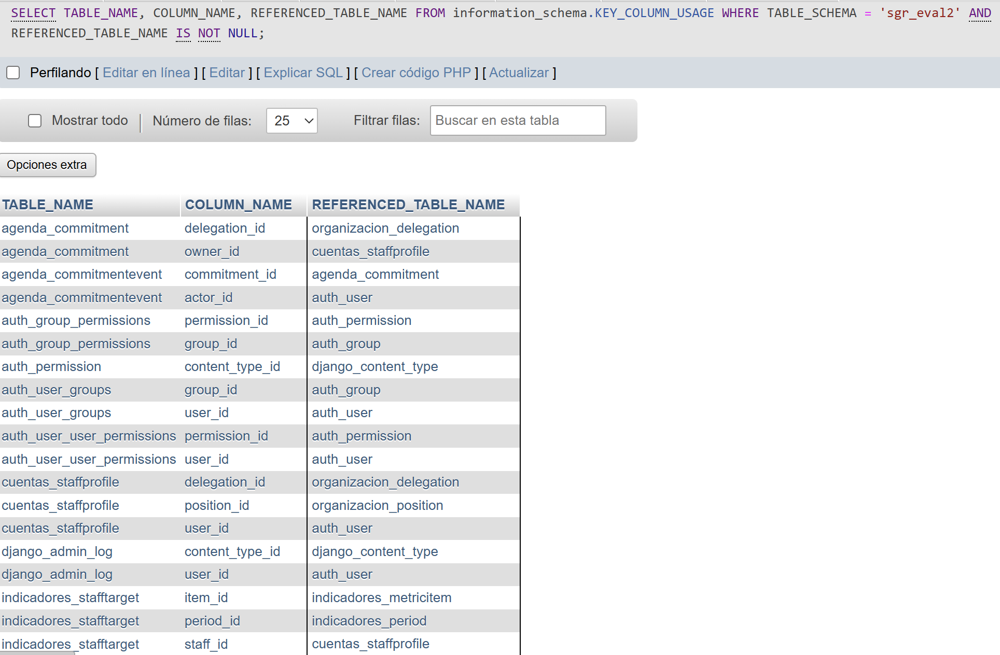 SELECT TABLE_NAME, COLUMN_NAME, REFERENCED_TABLE_NAME FROM information_schema.KEY_COLUMN_USAGE WHERE TABLE_SCHEMA = 'sgr_eval2' AND
REFERENCED_TABLE_NAME IS NOT NULL;
Perfilando [ Editar en línea ] [ Editar ] [ Explicar SQL ] [ Crear código PHP ] [ Actualizar ]
Mostrar todo Número de filas: 25 Filtrar filas: Buscar en esta tabla
Opciones extra
TABLE_NAME COLUMN_NAME REFERENCED_TABLE_NAME
agenda_commitment delegation_id organizacion_delegation
agenda_commitment owner_id cuentas_staffprofile
agenda_commitmentevent commitment_id agenda_commitment
agenda_commitmentevent actor_id auth_user
auth_group_permissions permission_id auth_permission
auth_group_permissions group_id auth_group
auth_permission content_type_id django_content_type
auth_user_groups group_id auth_group
auth_user_groups user_id auth_user
auth_user_user_permissions permission_id auth_permission
auth_user_user_permissions user_id auth_user
cuentas_staffprofile delegation_id organizacion_delegation
cuentas_staffprofile position_id organizacion_position
cuentas_staffprofile user_id auth_user
django_admin_log content_type_id django_content_type
django_admin_log user_id auth_user
indicadores_stafftarget item_id indicadores_metricitem
indicadores_stafftarget period_id indicadores_period
indicadores_stafftarget staff_id cuentas_staffprofile